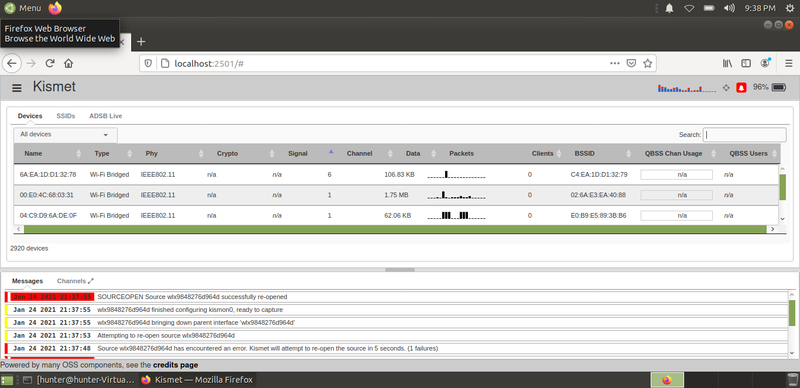 Menu
9:38 PM
Firefox Web Browser
Browse the World Wide Web
localhost:2501/#
Kismet
96%
Devices SSIDs ADSB Live
All devices
Search:
Name Type Phy Crypto Signal Channel Data Packets Clients BSSID QBSS Chan Usage QBSS Users
6A:EA:1D:D1:32:78 Wi-Fi Bridged IEEE802.11 n/a n/a 6 106.83 KB 0 C4:EA:1D:D1:32:79 n/a n/a
00:E0:4C:68:03:31 Wi-Fi Bridged IEEE802.11 n/a n/a 1 1.75 MB 0 02:6A:E3:EA:40:88 n/a n/a
04:C9:D9:6A:DE:0F Wi-Fi Bridged IEEE802.11 n/a n/a 1 62.06 KB 0 E0:B9:E5:89:3B:B6 n/a n/a
2920 devices
Messages Channels
Jan 24 2021 21:37:55 SOURCEOPEN Source wlx9848276d964d successfully re-opened
Jan 24 2021 21:37:55 wlx9848276d964d finished configuring kismon0, ready to capture
Jan 24 2021 21:37:55 wlx9848276d964d bringing down parent interface 'wlx9848276d964d'
Jan 24 2021 21:37:53 Attempting to re-open source wlx9848276d964d
Jan 24 2021 21:37:48 Source wlx9848276d964d has encountered an error. Kismet will attempt to re-open the source in 5 seconds. (1 failures)
Powered by many OSS components, see the credits page
[hunter@hunter-Virtua... Kismet — Mozilla Firefox